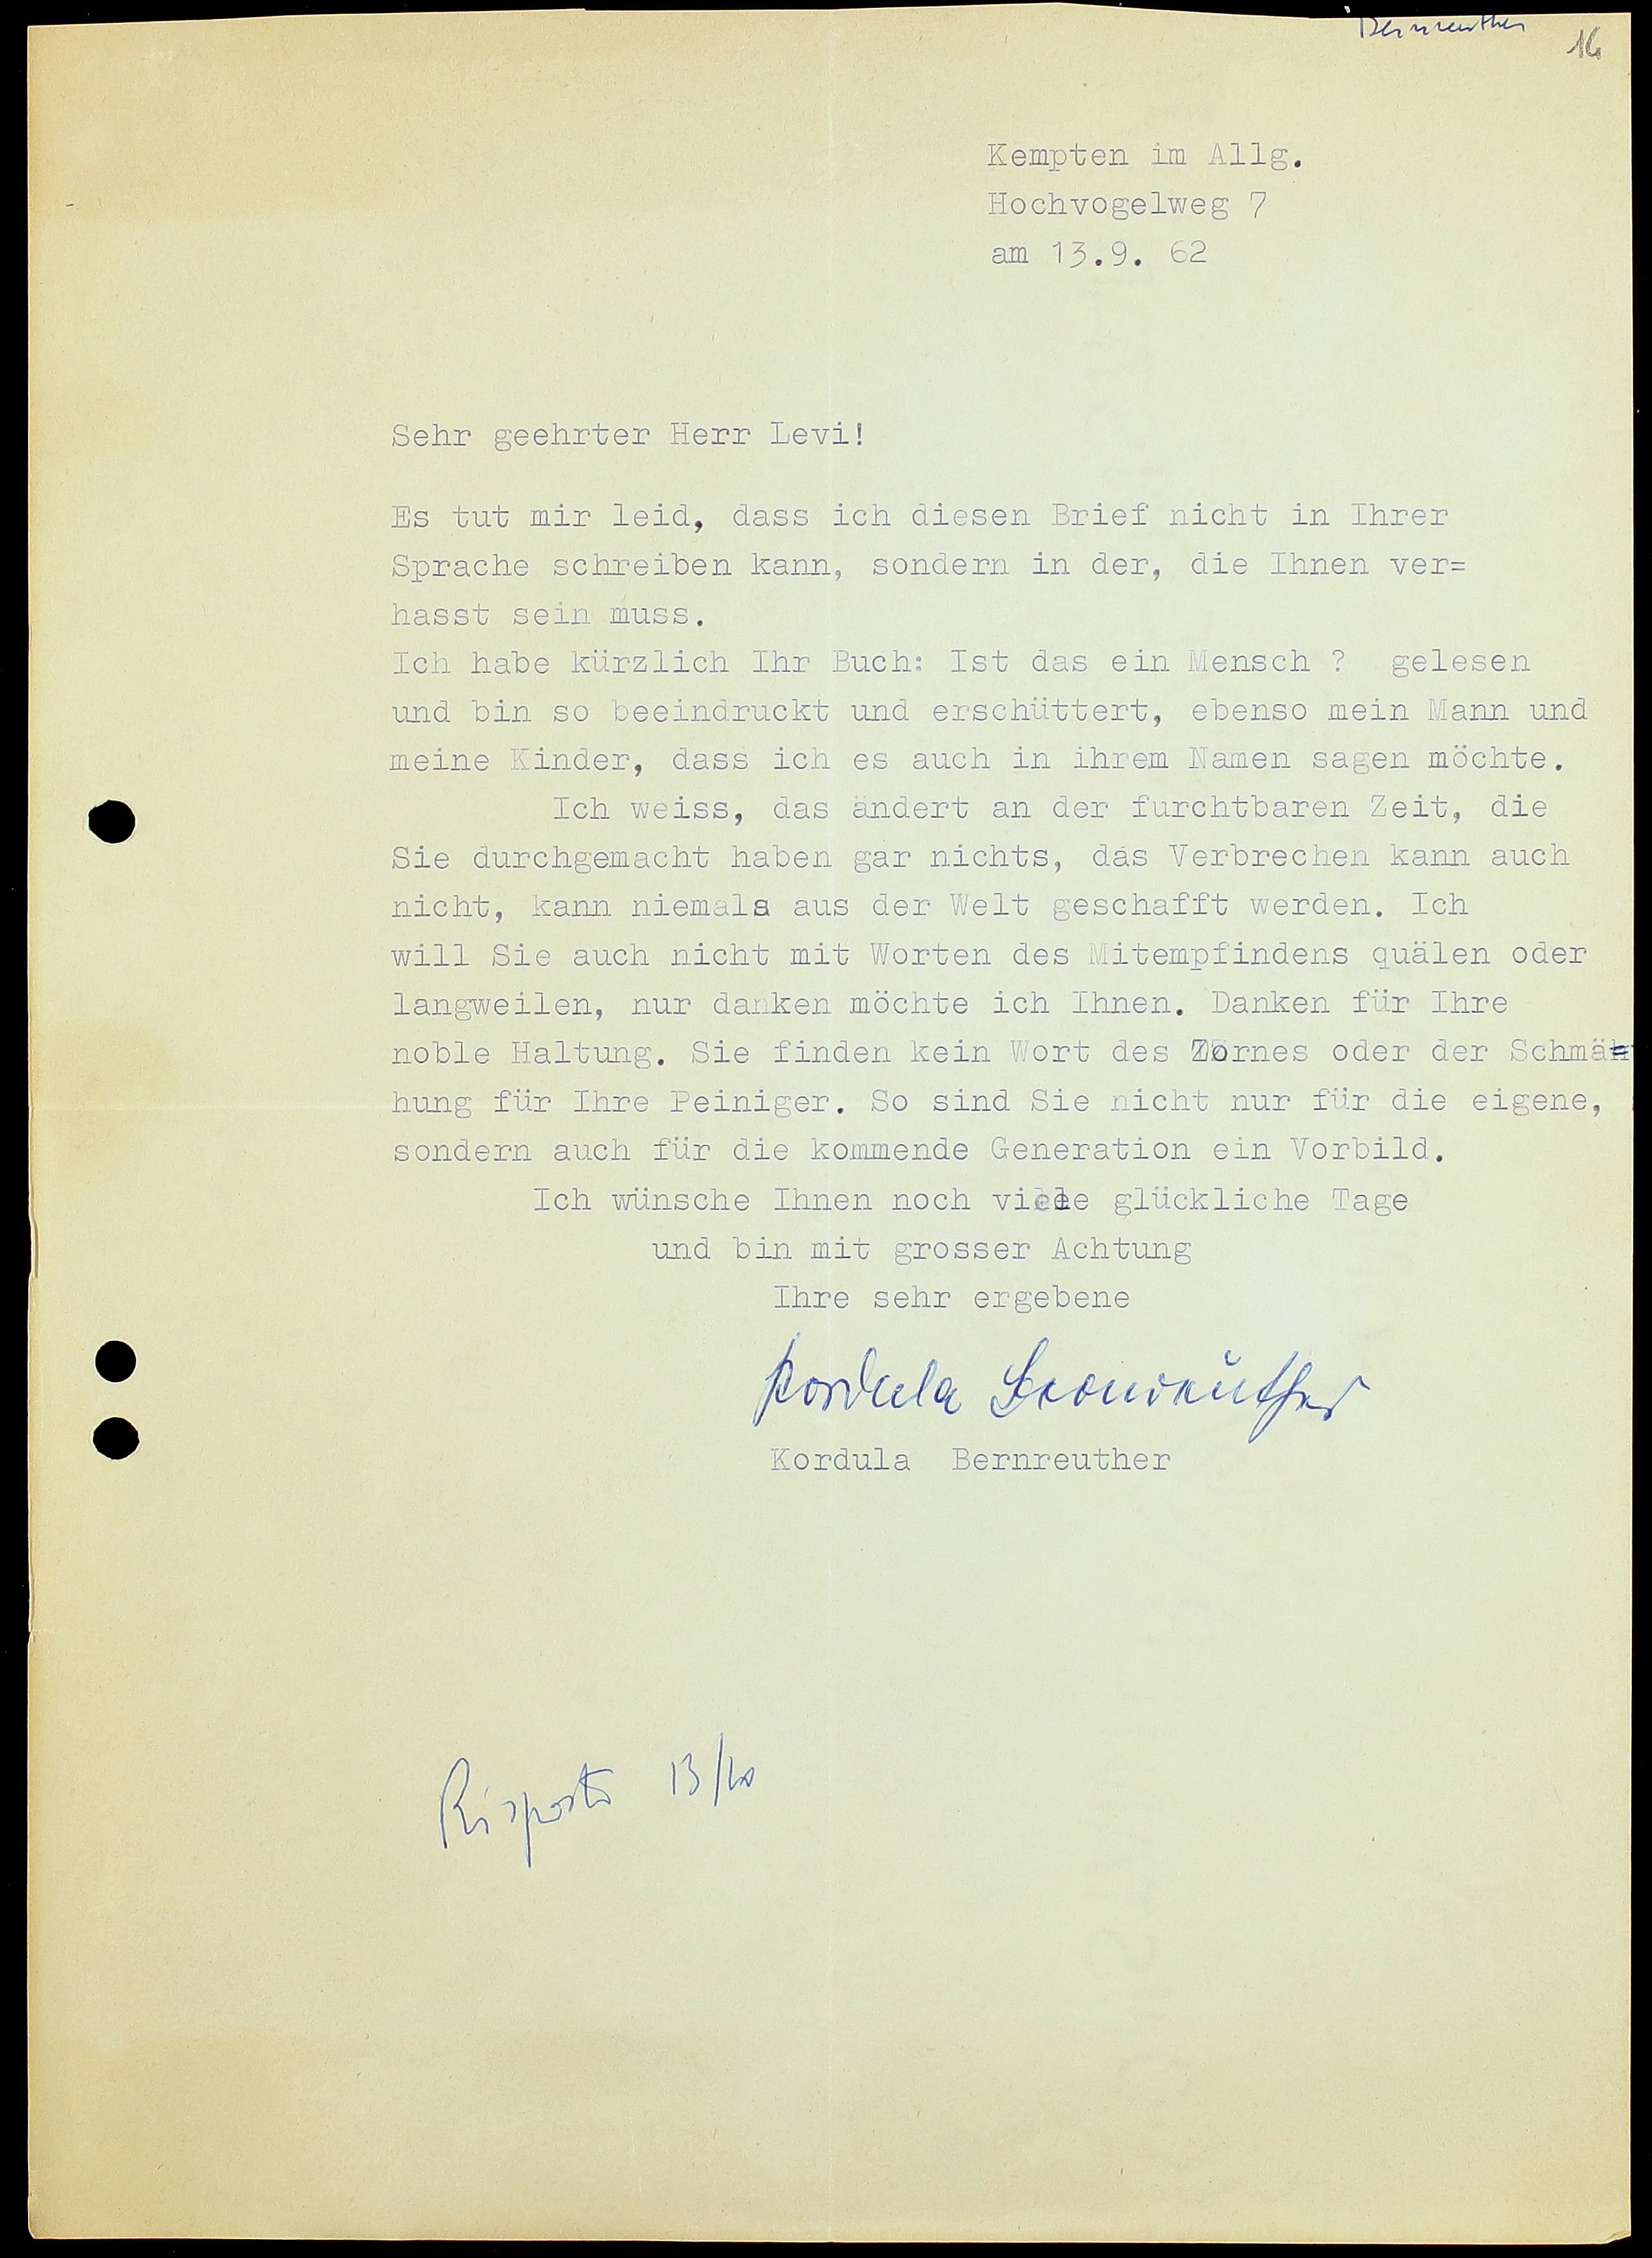 Bernreuther
16
Kempten im Allg.
Hochvogelweg 7
am 13.9. 62
Sehr geehrter Herr Levi!
Es tut mir leid, dass ich diesen Brief nicht in Ihrer
Sprache schreiben kann, sondern in der, die Ihnen ver=
hasst sein muss.
Ich habe kürzlich Ihr Buch: Ist das ein Mensch ? gelesen
und bin so beeindruckt und erschüttert, ebenso mein Mann und
meine Kinder, dass ich es auch in ihrem Namen sagen möchte.
Ich weiss, das ändert an der furchtbaren Zeit, die
Sie durchgemacht haben gar nichts, das Verbrechen kann auch
nicht, kann niemals aus der Welt geschafft werden. Ich
will Sie auch nicht mit Worten des Mitempfindens quälen oder
langweilen, nur danken möchte ich Ihnen. Danken für Ihre
noble Haltung. Sie finden kein Wort des Zornes oder der Schmä=
hung für Ihre Peiniger. So sind Sie nicht nur für die eigene,
sondern auch für die kommende Generation ein Vorbild.
Ich wünsche Ihnen noch viele glückliche Tage
und bin mit grosser Achtung
Ihre sehr ergebene
Kordula Bernreuther
Kordula Bernreuther
Risposto 13/10